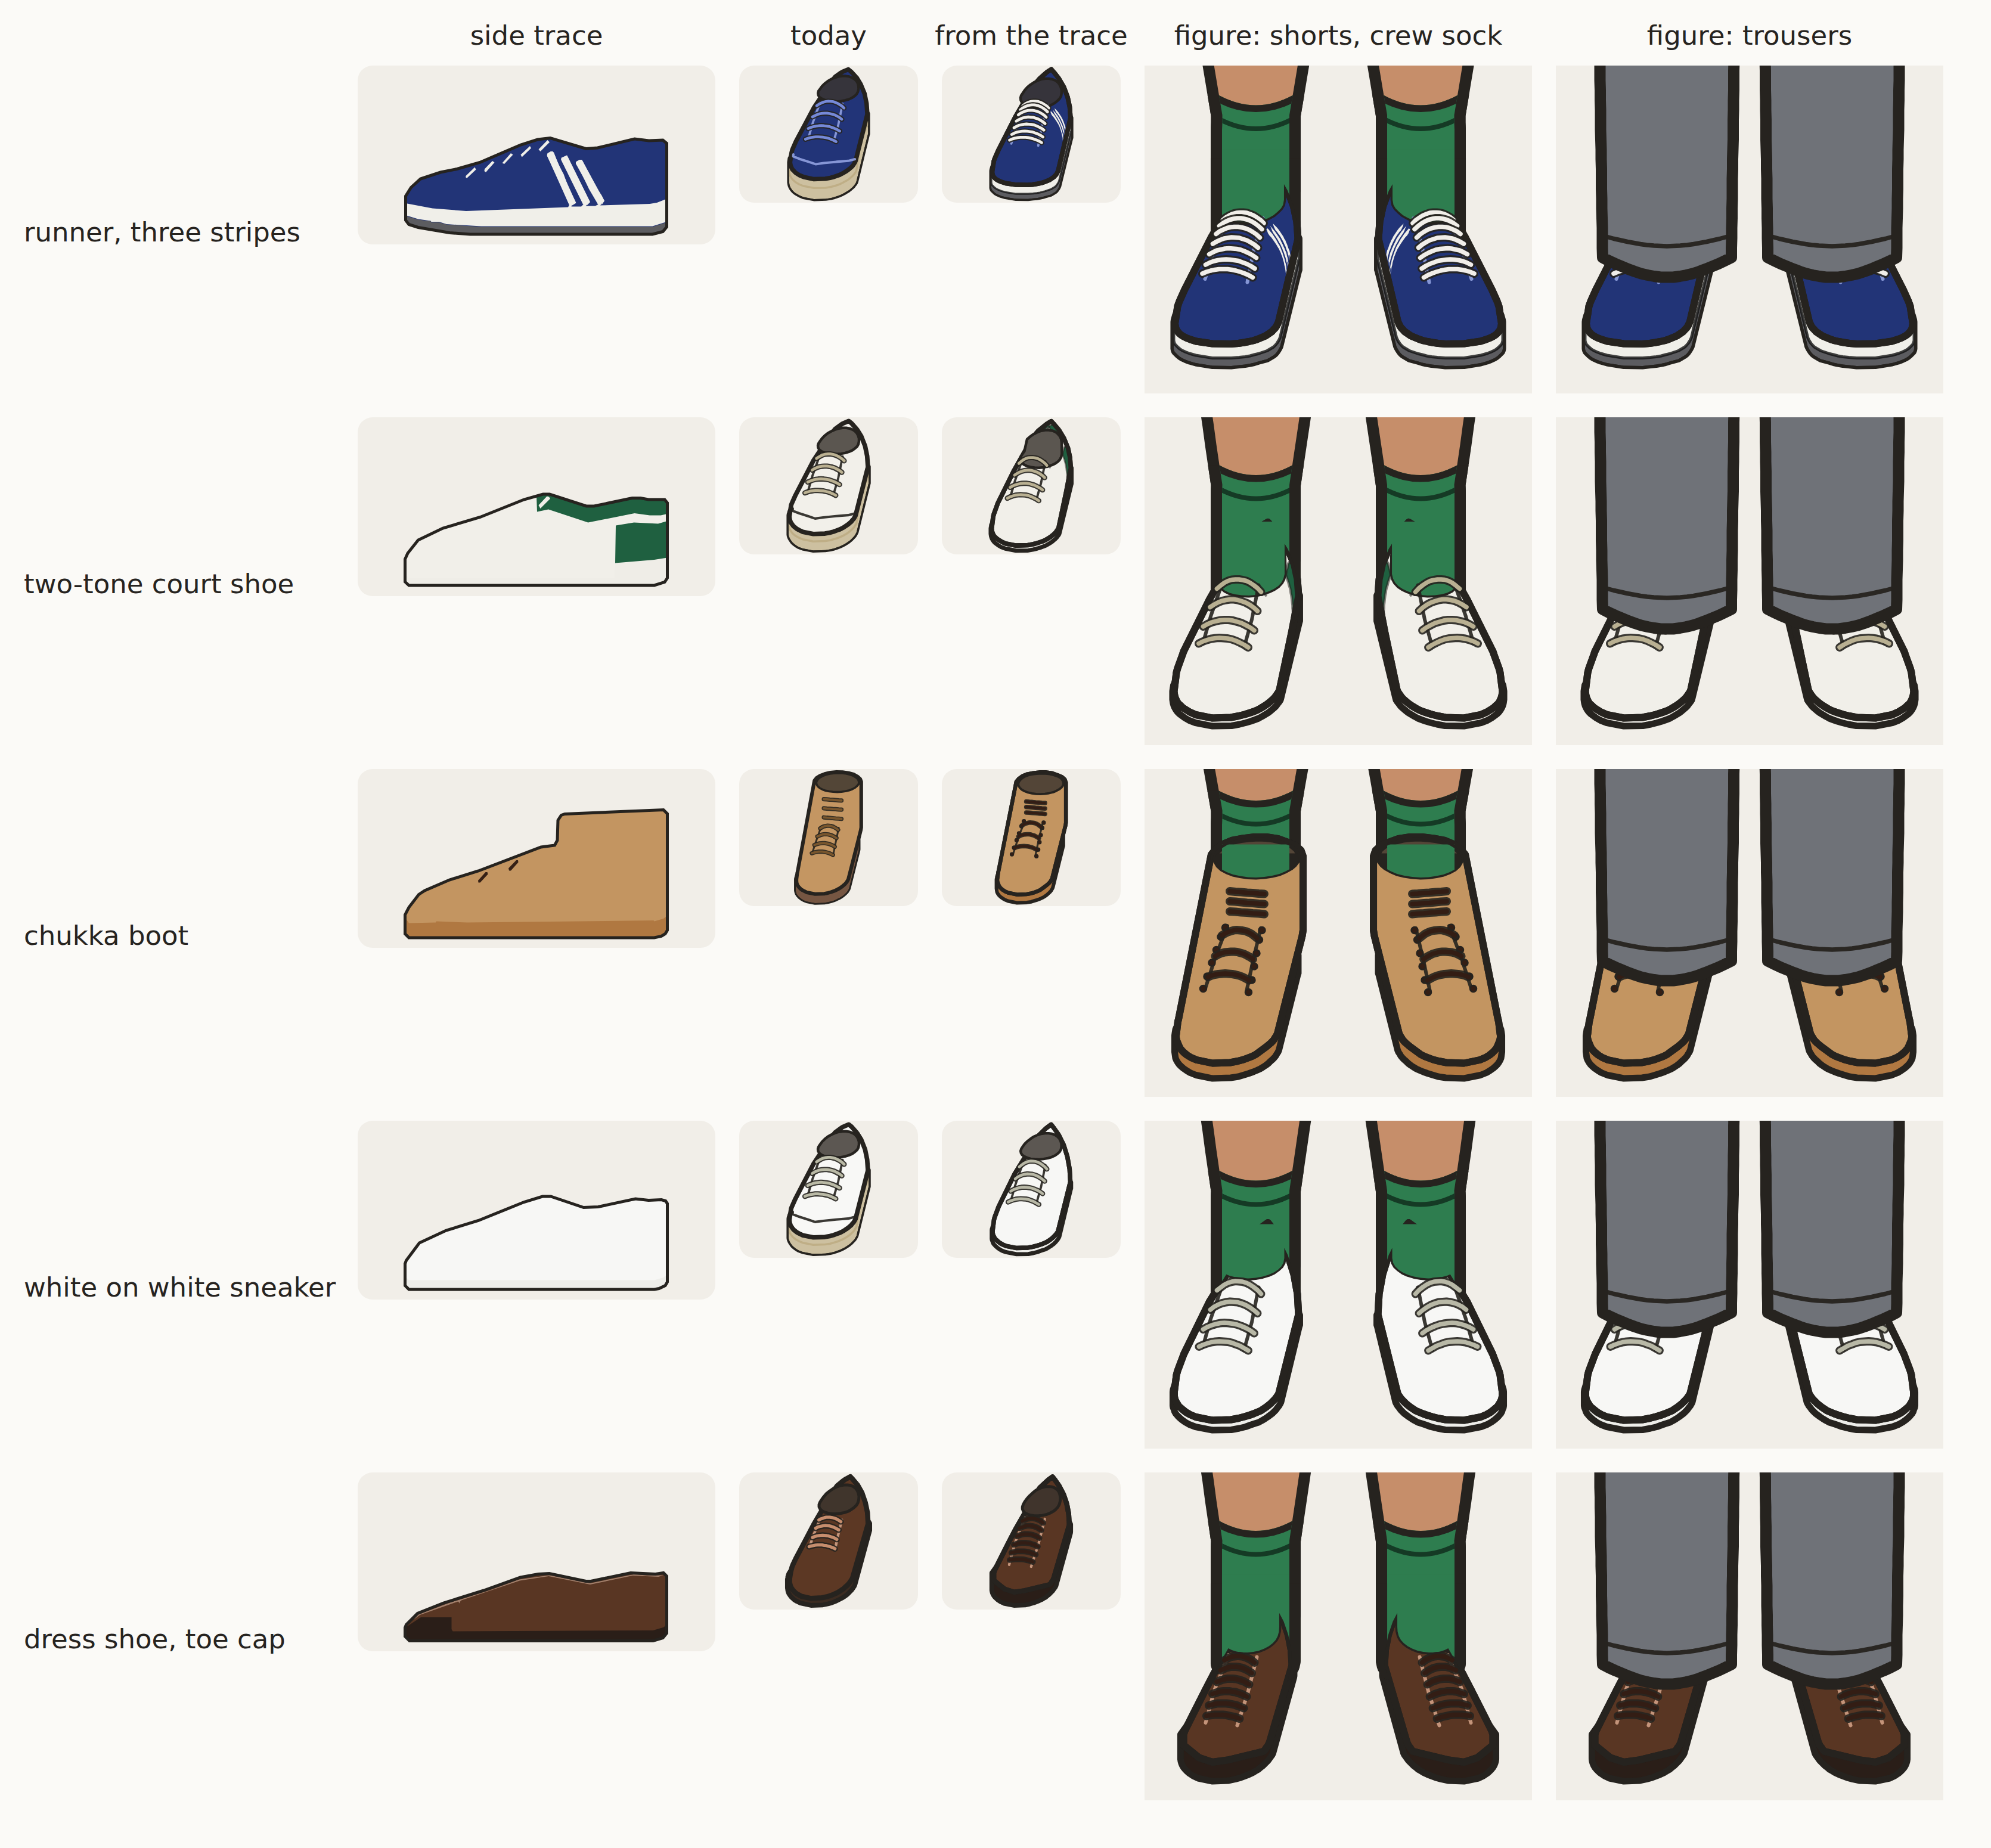 side trace
today
from the trace
figure: shorts, crew sock
figure: trousers
runner, three stripes
two-tone court shoe
chukka boot
white on white sneaker
dress shoe, toe cap